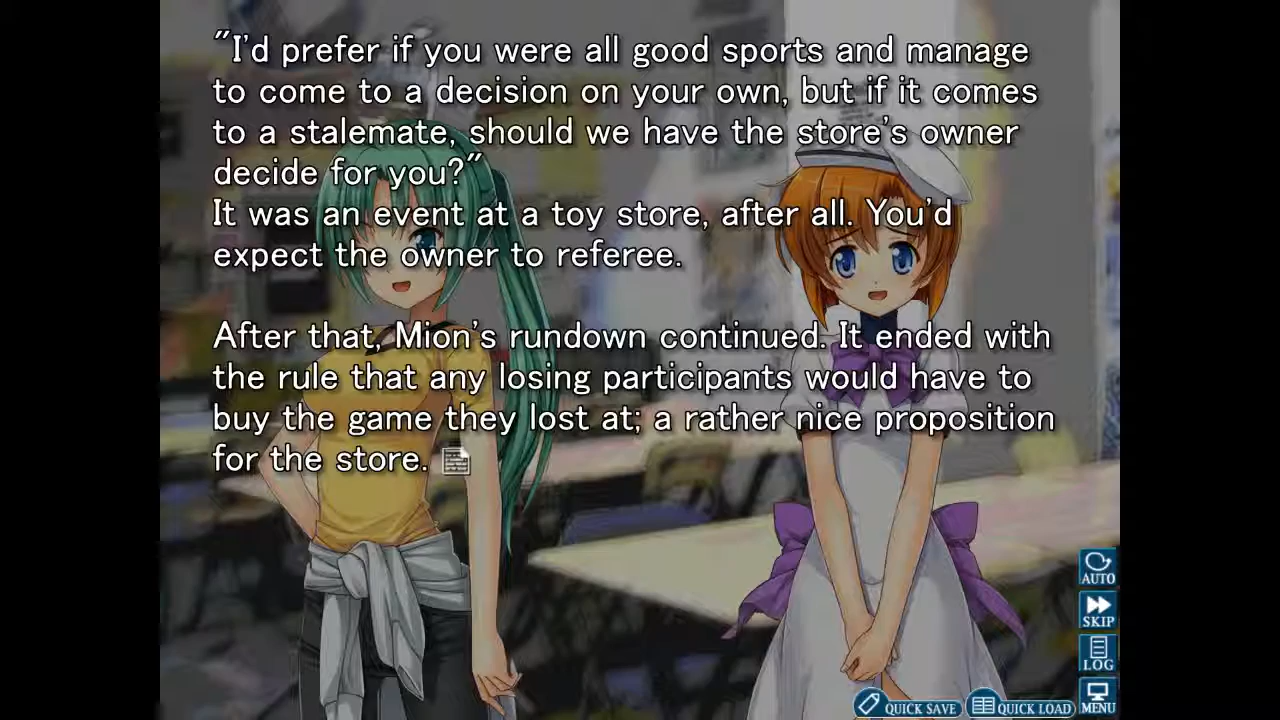 "I'd prefer if you were all good sports and manage
to come to a decision on your own, but if it comes
to a stalemate, should we have the store's owner
decide for you?"
It was an event at a toy store, after all. You'd
expect the owner to referee.
After that, Mion's rundown continued. It ended with
the rule that any losing participants would have to
buy the game they lost at; a rather nice proposition
for the store.
AUTO
SKIP
LOG
MENU
QUICK SAVE
QUICK LOAD